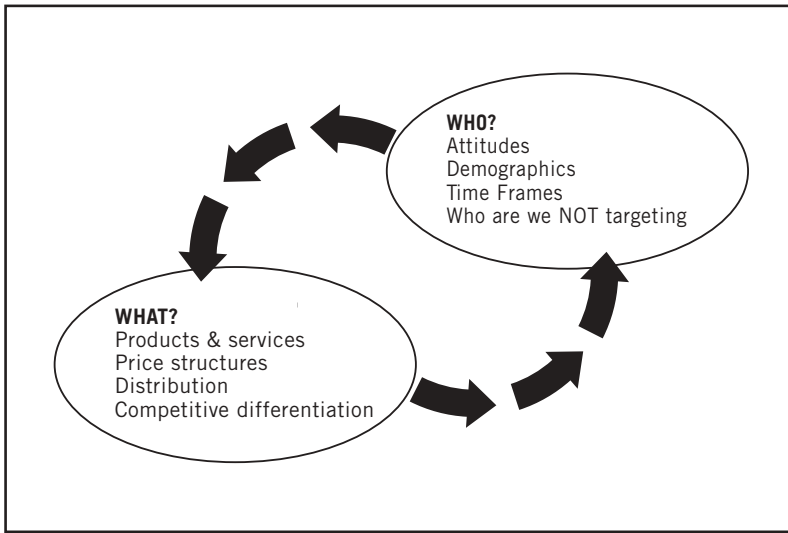 WHO?
Attitudes
Demographics
Time Frames
Who are we NOT targeting
WHAT?
Products & services
Price structures
Distribution
Competitive differentiation